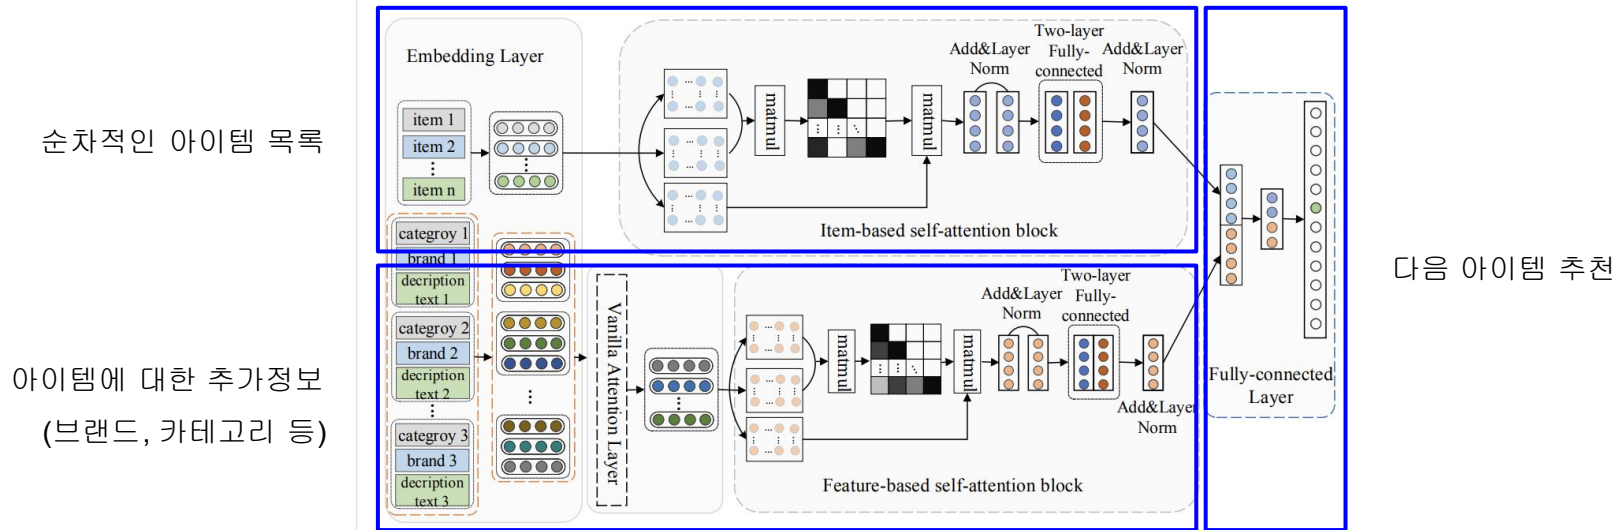 순차적인 아이템 목록
아이템에 대한 추가정보
(브랜드, 카테고리 등)
Embedding Layer
item 1
item 2
item n
categroy 1
brand 1
decription
text 1
categroy 2
brand 2
decription
text 2
categroy 3
brand 3
decription
text 3
matmul
matmul
Add&Layer
Norm
Two-layer
Fully-
connected
Add&Layer
Norm
Item-based self-attention block
Vanilla Attention Layer
matmul
matmul
Add&Layer
Norm
Two-layer
Fully-
connected
Add&Layer
Norm
Feature-based self-attention block
Fully-connected
Layer
다음 아이템 추천